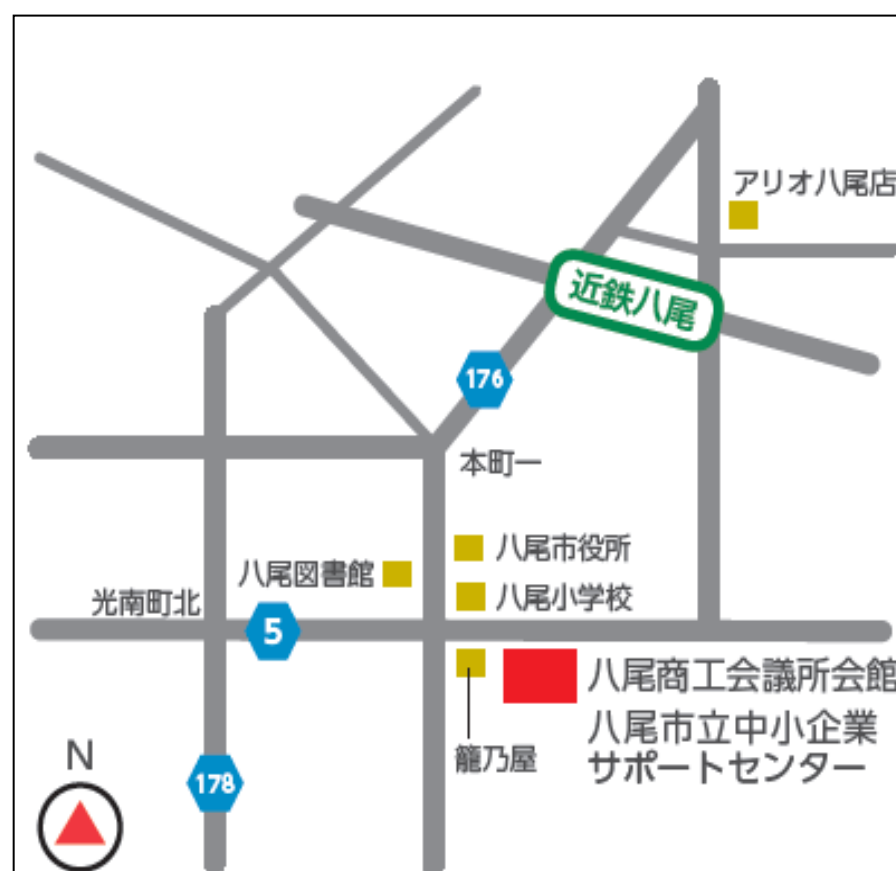 アリオ八尾店
近鉄八尾
176
本町一
八尾市役所
八尾図書館
八尾小学校
光南町北
5
八尾商工会議所会館
八尾市立中小企業
サポートセンター
籠乃屋
N
178